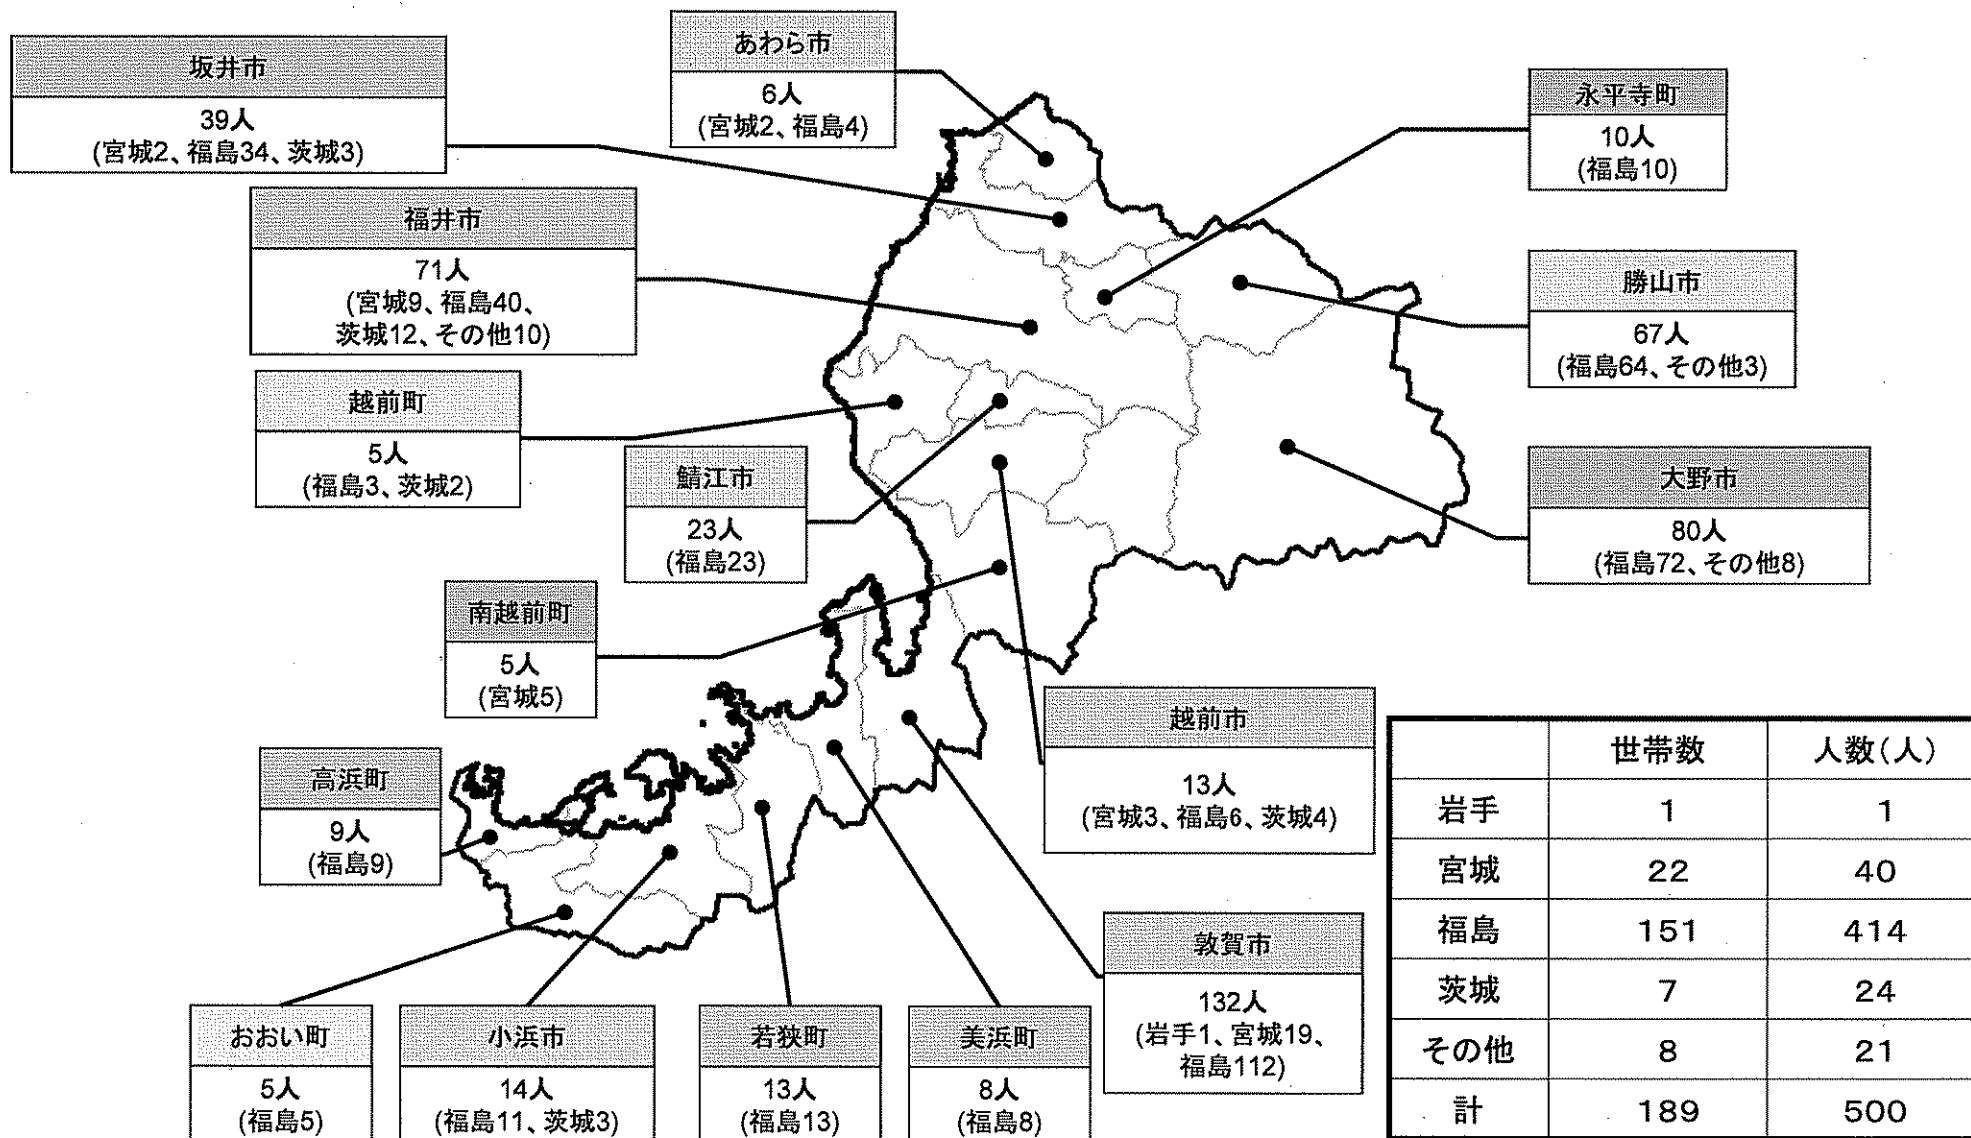 あわら市
6人
(宮城2、福島4)
坂井市
39人
(宮城2、福島34、茨城3)
永平寺町
10人
(福島10)
福井市
71人
(宮城9、福島40、
茨城12、その他10)
勝山市
67人
(福島64、その他3)
越前町
5人
(福島3、茨城2)
鯖江市
23人
(福島23)
大野市
80人
(福島72、その他8)
南越前町
5人
(宮城5)
越前市
13人
(宮城3、福島6、茨城4)
高浜町
9人
(福島9)
敦賀市
132人
(岩手1、宮城19、
福島112)
おおい町
5人
(福島5)
小浜市
14人
(福島11、茨城3)
若狭町
13人
(福島13)
美浜町
8人
(福島8)
世帯数 人数(人)
岩手 1 1
宮城 22 40
福島 151 414
茨城 7 24
その他 8 21
計 189 500